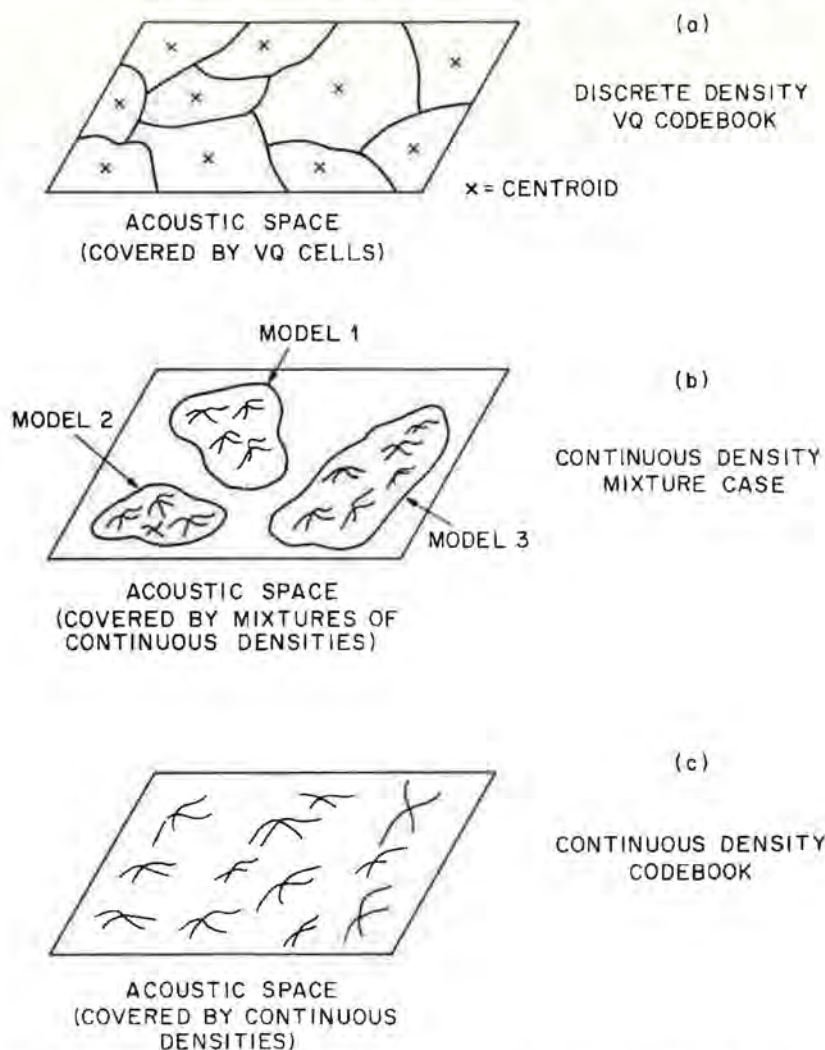 (a)
DISCRETE DENSITY
VQ CODEBOOK
x = CENTROID
ACOUSTIC SPACE
(COVERED BY VQ CELLS)
MODEL 1
(b)
MODEL 2
CONTINUOUS DENSITY
MIXTURE CASE
MODEL 3
ACOUSTIC SPACE
(COVERED BY MIXTURES OF
CONTINUOUS DENSITIES)
(c)
CONTINUOUS DENSITY
CODEBOOK
ACOUSTIC SPACE
(COVERED BY CONTINUOUS
DENSITIES)